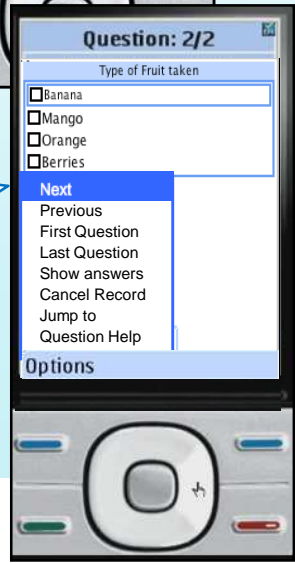 Question: 2/2
Type of Fruit taken
Banana
Mango
Orange
Berries
Next
Previous
First Question
Last Question
Show answers
Cancel Record
Jump to
Question Help
Options